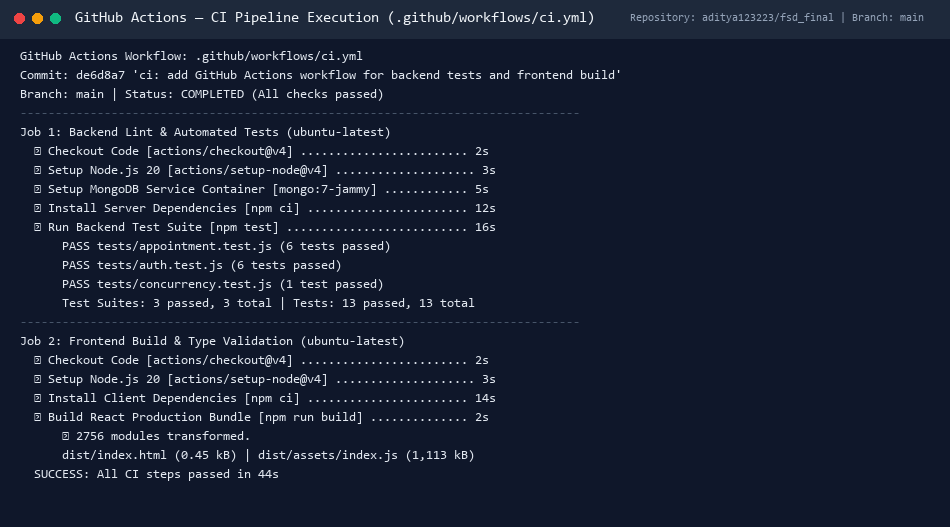 GitHub Actions — CI Pipeline Execution (.github/workflows/ci.yml)
Repository: aditya123223/fsd_final | Branch: main
GitHub Actions Workflow: .github/workflows/ci.yml
Commit: de6d8a7 'ci: add GitHub Actions workflow for backend tests and frontend build'
Branch: main | Status: COMPLETED (All checks passed)
--------------------------------------------------------------------------------
Job 1: Backend Lint & Automated Tests (ubuntu-latest)
Checkout Code [actions/checkout@v4] ........................ 2s
Setup Node.js 20 [actions/setup-node@v4] .................... 3s
Setup MongoDB Service Container [mongo:7-jammy] ............ 5s
Install Server Dependencies [npm ci] ....................... 12s
Run Backend Test Suite [npm test] .......................... 16s
PASS tests/appointment.test.js (6 tests passed)
PASS tests/auth.test.js (6 tests passed)
PASS tests/concurrency.test.js (1 test passed)
Test Suites: 3 passed, 3 total | Tests: 13 passed, 13 total
--------------------------------------------------------------------------------
Job 2: Frontend Build & Type Validation (ubuntu-latest)
Checkout Code [actions/checkout@v4] ........................ 2s
Setup Node.js 20 [actions/setup-node@v4] .................... 3s
Install Client Dependencies [npm ci] ....................... 14s
Build React Production Bundle [npm run build] .............. 2s
2756 modules transformed.
dist/index.html (0.45 kB) | dist/assets/index.js (1,113 kB)
SUCCESS: All CI steps passed in 44s